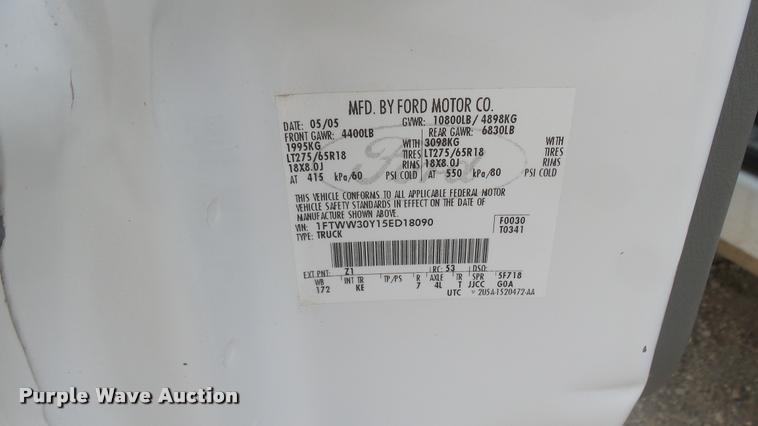 MFD. BY FORD MOTOR CO.
DATE: 05/05 GVWR: 10800LB/ 4898KG
FRONT GAWR: 4400LB REAR GAWR: 6830LB
1995KG WITH 3098KG WITH
LT275/65R18 TIRES LT275/65R18 TIRES
18X8.0J RIMS 18X8.0J RIMS
AT 415 kPa/60 PSI COLD AT 550 kPa/80 PSI COLD
Ford
THIS VEHICLE CONFORMS TO ALL APPLICABLE FEDERAL MOTOR
VEHICLE SAFETY STANDARDS IN EFFECT ON THE DATE OF
MANUFACTURE SHOWN ABOVE.
VIN: 1FTWW30Y15ED18090 F0030
TYPE: TRUCK T0341
EXT PNT: Z1 RC: 53 DSO:
WB INT TR TP/PS R AXLE TR SPR 5F718
172 KE 7 4L T JJCC G0A
UTC 2U5A-1520472-AA
Purple Wave Auction